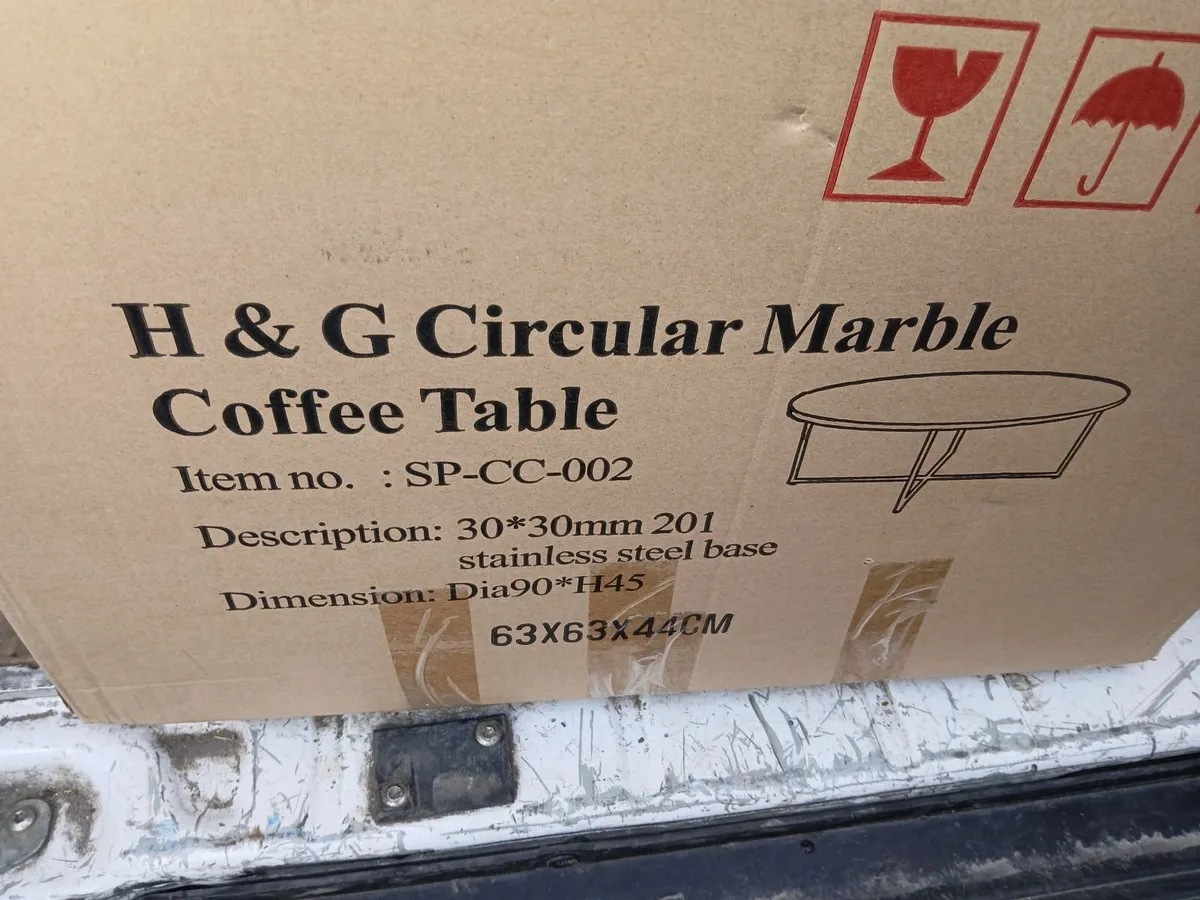 H & G Circular Marble
Coffee Table
Item no. : SP-CC-002
Description: 30*30mm 201
stainless steel base
Dimension: Dia90*H45
63X63X44CM